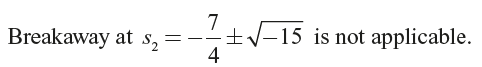 Breakaway at s₂ = −7/4 ± √−15 is not applicable.